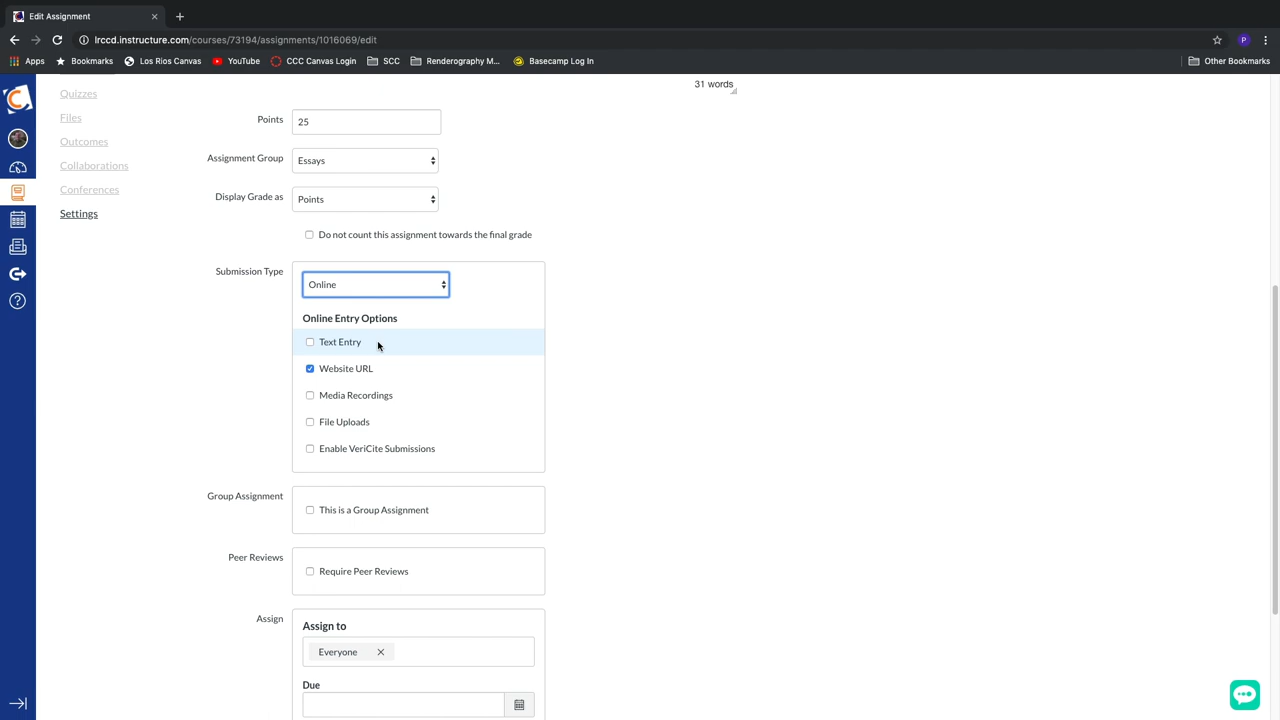 Edit Assignment
lrccd.instructure.com/courses/73194/assignments/1016069/edit
P
Apps Bookmarks Los Rios Canvas YouTube CCC Canvas Login SCC Renderography M... Basecamp Log In Other Bookmarks
31 words
Quizzes
Files
Outcomes
Collaborations
Conferences
Settings
Points 25
Assignment Group Essays
Display Grade as Points
Do not count this assignment towards the final grade
Submission Type
Online
Online Entry Options
Text Entry
Website URL
Media Recordings
File Uploads
Enable VeriCite Submissions
Group Assignment
This is a Group Assignment
Peer Reviews
Require Peer Reviews
Assign
Assign to
Everyone
Due